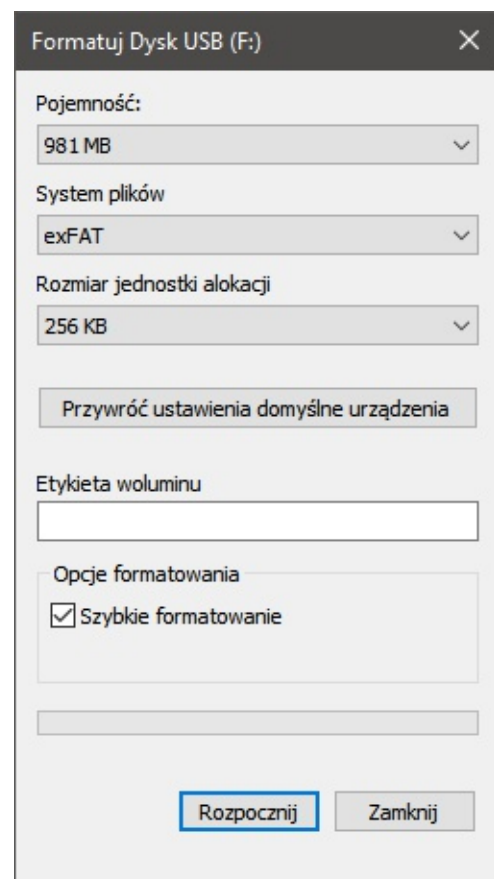 Formatuj Dysk USB (F:)
Pojemność:
981 MB
System plików
exFAT
Rozmiar jednostki alokacji
256 KB
Przywróć ustawienia domyślne urządzenia
Etykieta woluminu
Opcje formatowania
Szybkie formatowanie
Rozpocznij Zamknij